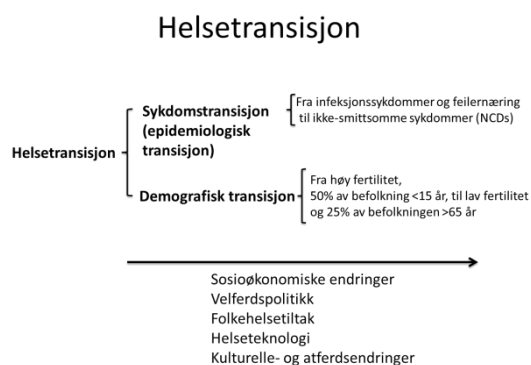 Helsetransisjon
Helsetransisjon
Sykdomstransisjon
(epidemiologisk
transisjon)
Fra infeksjonssykdommer og feilernæring
til ikke-smittsomme sykdommer (NCDs)
Demografisk transisjon
Fra høy fertilitet,
50% av befolkning <15 år, til lav fertilitet
og 25% av befolkningen >65 år
Sosioøkonomiske endringer
Velferdspolitikk
Folkehelsetiltak
Helseteknologi
Kulturelle- og atferdsendringer